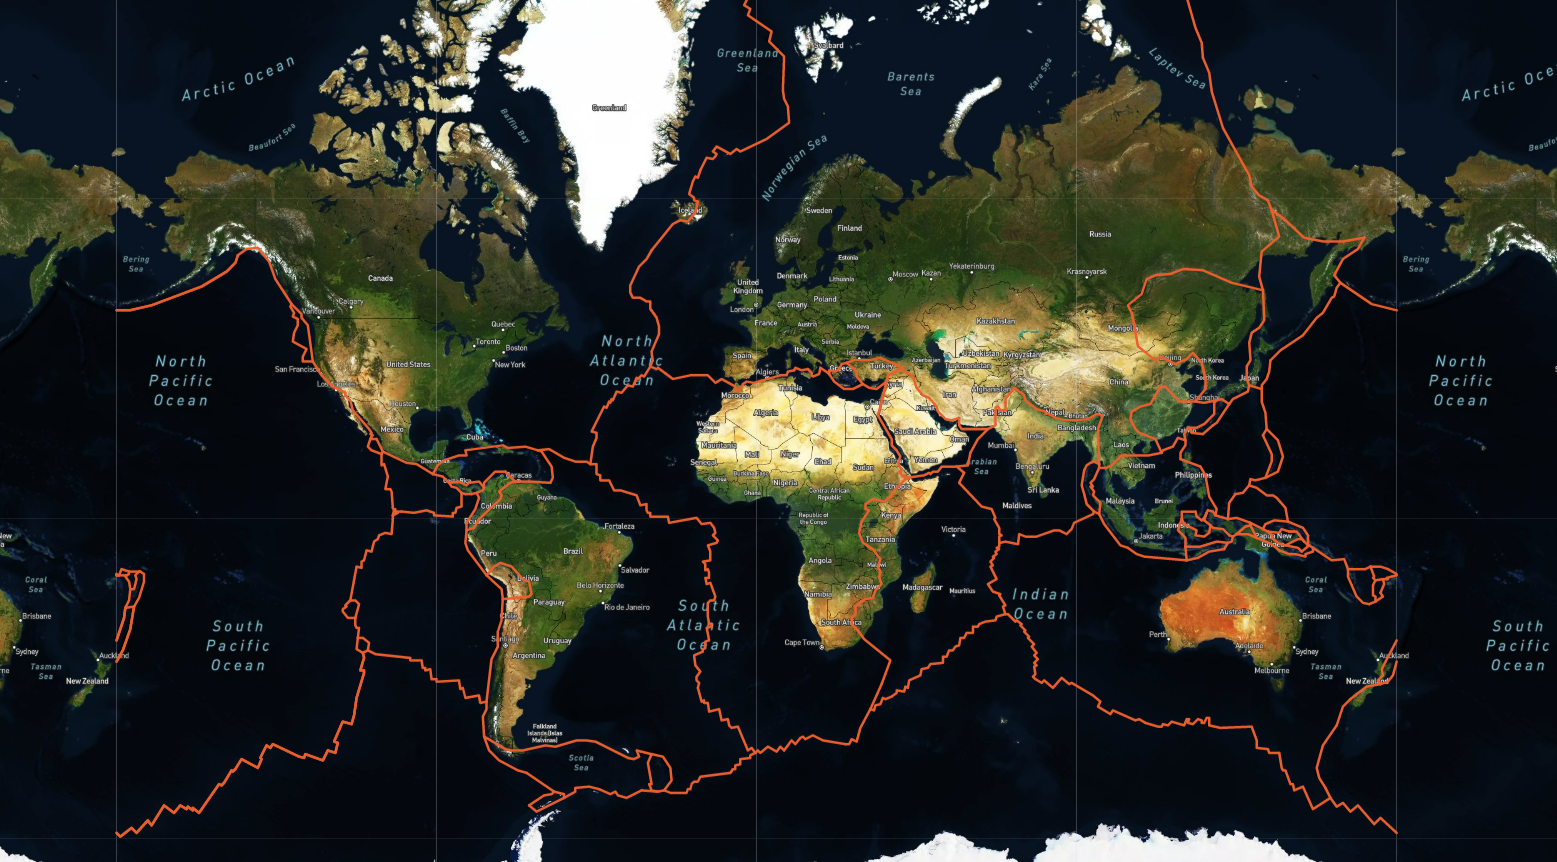 Arctic Ocean
Beaufort Sea
Baffin Bay
Greenland
Greenland
Sea
Svalbard
Barents
Sea
Kara Sea
Laptev Sea
Arctic Oce
Beaufo
Norwegian Sea
Iceland
Sweden
Finland
Norway
Russia
Bering
Sea
Canada
Calgary
Vancouver
Quebec
Toronto
Boston
New York
United States
San Francisco
Los Angeles
Houston
Mexico
Cuba
Guatemala
Costa Rica
Caracas
North
Pacific
Ocean
North
Atlantic
Ocean
Estonia
Denmark
Lithuania
Moscow
Kazan
Yekaterinburg
Krasnoyarsk
United
Kingdom
London
Germany
Poland
Ukraine
France
Austria
Moldova
Serbia
Italy
Spain
Istanbul
Greece
Turkey
Azerbaijan
Algiers
Tunisia
Syria
Kazakhstan
Uzbekistan
Kyrgyzstan
Turkmenistan
Afghanistan
Mongolia
Beijing
North Korea
South Korea
Japan
China
Shanghai
Taiwan
Bering
Sea
North
Pacific
Ocean
Morocco
Western
Sahara
Algeria
Libya
Egypt
Cairo
Kuwait
Iran
Pakistan
Nepal
Bhutan
Bangladesh
India
Saudi Arabia
Oman
Yemen
Mumbai
Arabian
Sea
Bengaluru
Sri Lanka
Maldives
Laos
Vietnam
Philippines
Malaysia
Brunei
Indonesia
Jakarta
Papua New
Guinea
Mauritania
Mali
Niger
Chad
Sudan
Eritrea
Senegal
Guinea
Burkina Faso
Ghana
Nigeria
Central African
Republic
Ethiopia
Republic of
the Congo
Kenya
Tanzania
Victoria
Angola
Malawi
Zimbabwe
Namibia
Madagascar
Mauritius
South Africa
Cape Town
Guyana
Colombia
Ecuador
Peru
Brazil
Fortaleza
Salvador
Bolivia
Belo Horizonte
Rio de Janeiro
Paraguay
Chile
Santiago
Uruguay
Argentina
Falkland
Islands (Islas
Malvinas)
Scotia
Sea
South
Atlantic
Ocean
Indian
Ocean
Australia
Perth
Adelaide
Melbourne
Sydney
Brisbane
Coral
Sea
Tasman
Sea
Auckland
New Zealand
South
Pacific
Ocean
New
Coral
Sea
Brisbane
Sydney
rne
Tasman
Sea
Auckland
New Zealand
South
Pacific
Ocean